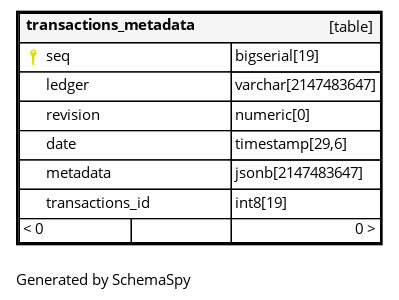 transactions_metadata [table]
seq bigserial[19]
ledger varchar[2147483647]
revision numeric[0]
date timestamp[29,6]
metadata jsonb[2147483647]
transactions_id int8[19]
< 0 0 >
Generated by SchemaSpy